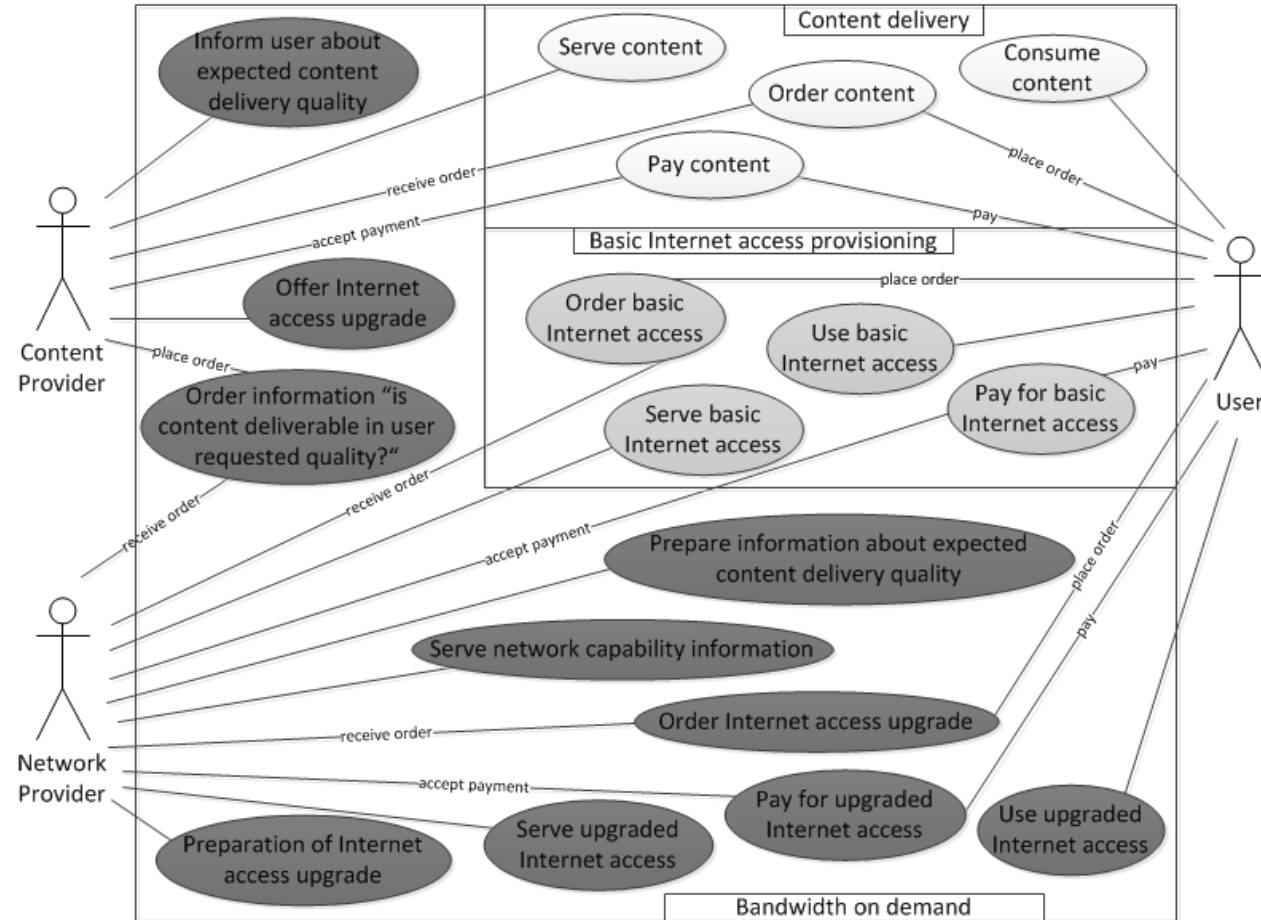 Content delivery
Inform user about
expected content
delivery quality
Serve content
Consume
content
Order content
Pay content
place order
receive order
pay
accept payment
Basic Internet access provisioning
place order
Offer Internet
access upgrade
Order basic
Internet access
Use basic
Internet access
Content
Provider
place order
pay
User
Order information “is
content deliverable in user
requested quality?“
Serve basic
Internet access
Pay for basic
Internet access
receive order
receive order
accept payment
Prepare information about expected
content delivery quality
place order
pay
Serve network capability information
Order Internet access upgrade
receive order
Network
Provider
accept payment
Pay for upgraded
Internet access
Use upgraded
Internet access
Serve upgraded
Internet access
Preparation of Internet
access upgrade
Bandwidth on demand